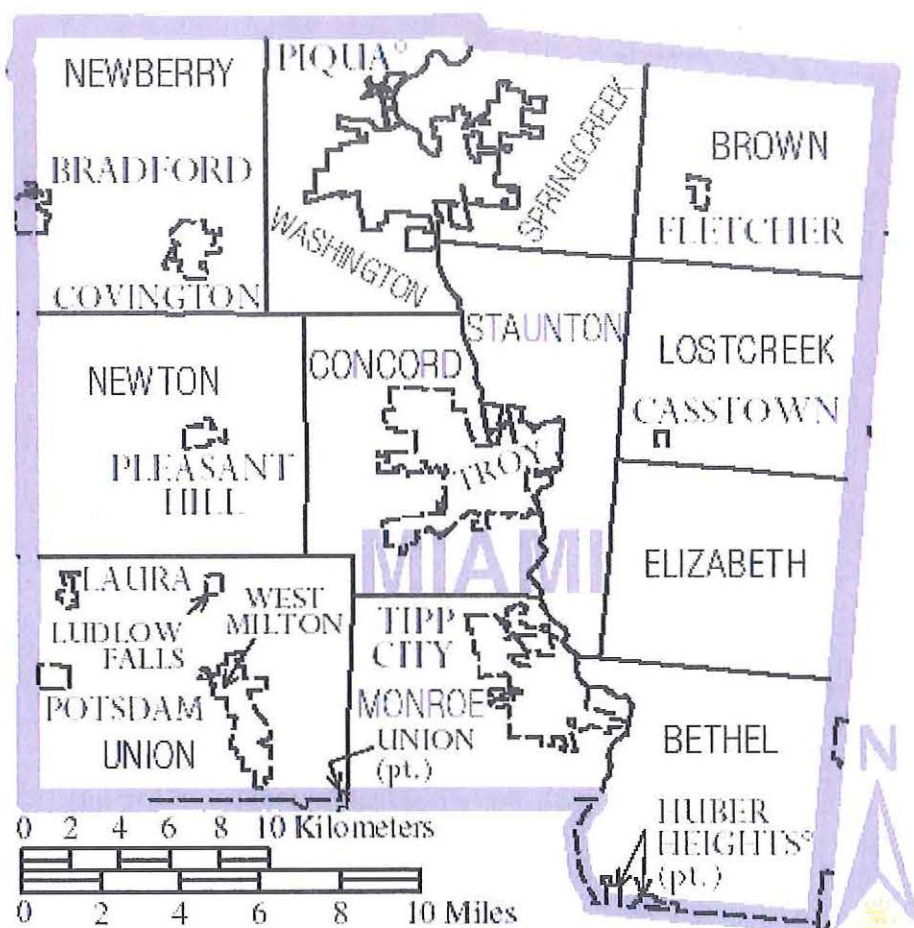 PIQUA°
NEWBERRY
SPRINGCREEK
BROWN
BRADFORD
FLETCHER
WASHINGTON
COVINGTON
STAUNTON
CONCORD
LOSTCREEK
NEWTON
CASSTOWN
PLEASANT
HILL
TROY
MIAMI
ELIZABETH
LAURA
WEST
MILTON
LUDLOW
FALLS
TIPP
CITY
POTSDAM
MONROE
UNION
UNION
(pt.)
BETHEL
N
HUBER
HEIGHTS°
(pt.)
0 2 4 6 8 10 Kilometers
0 2 4 6 8 10 Miles